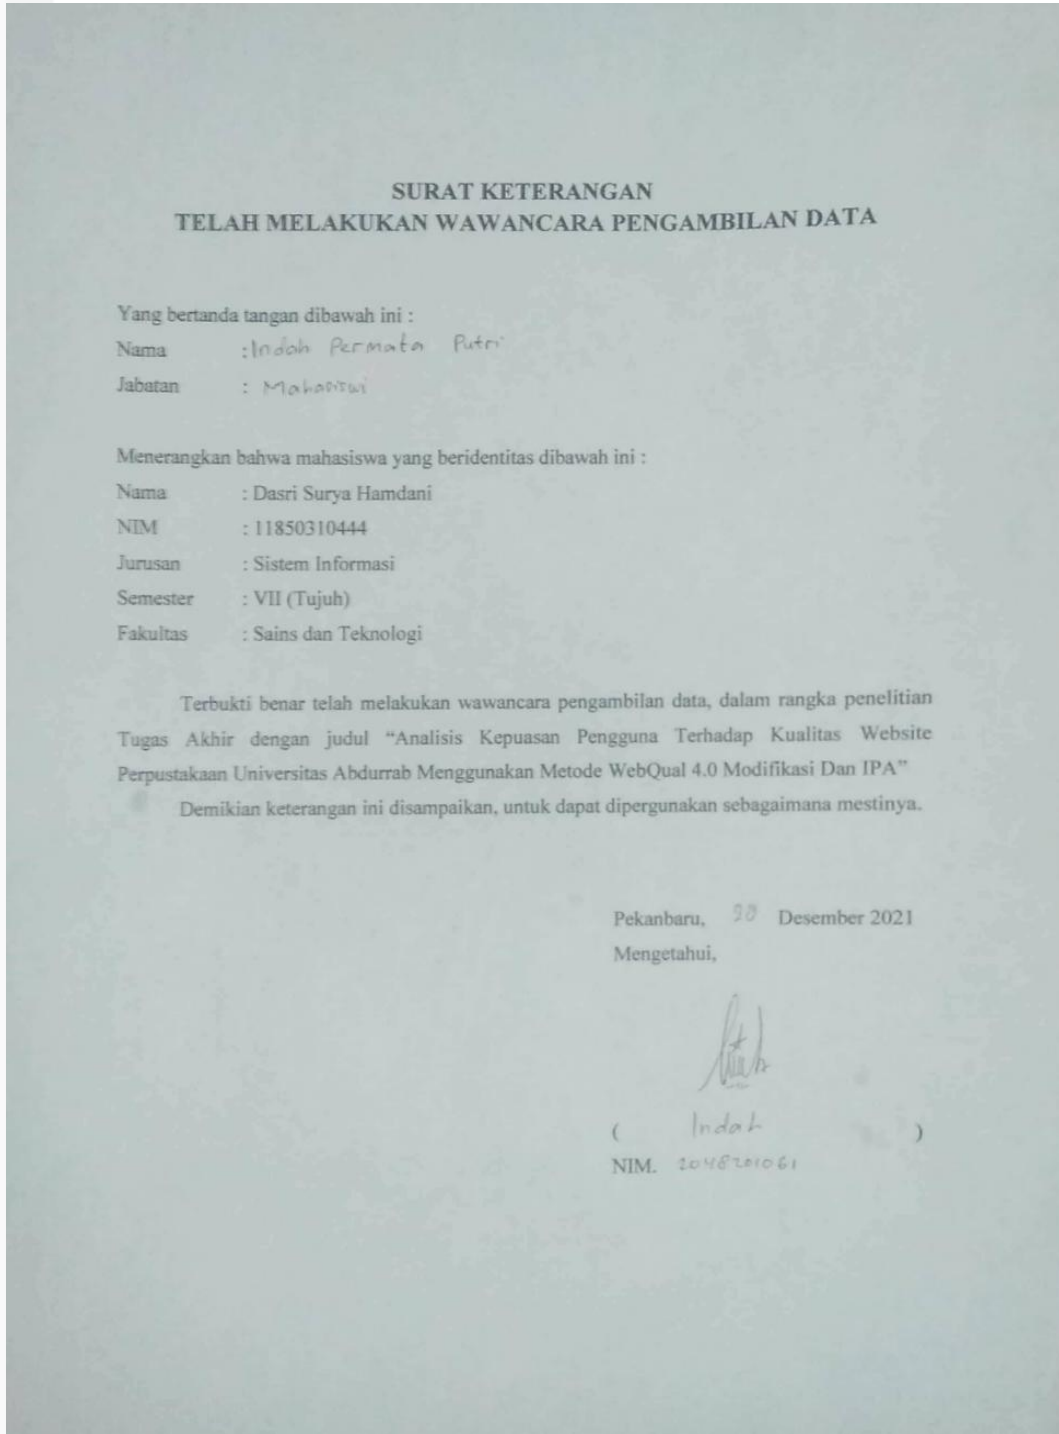 SURAT KETERANGAN
TELAH MELAKUKAN WAWANCARA PENGAMBILAN DATA
Yang bertanda tangan dibawah ini :
Nama : Indah Permata Putri
Jabatan : Mahasiswi
Menerangkan bahwa mahasiswa yang beridentitas dibawah ini :
Nama : Dasri Surya Hamdani
NIM : 11850310444
Jurusan : Sistem Informasi
Semester : VII (Tujuh)
Fakultas : Sains dan Teknologi
Terbukti benar telah melakukan wawancara pengambilan data, dalam rangka penelitian
Tugas Akhir dengan judul “Analisis Kepuasan Pengguna Terhadap Kualitas Website
Perpustakaan Universitas Abdurrab Menggunakan Metode WebQual 4.0 Modifikasi Dan IPA”
Demikian keterangan ini disampaikan, untuk dapat dipergunakan sebagaimana mestinya.
Pekanbaru, Desember 2021
Mengetahui,
( Indah )
NIM. 2048201061